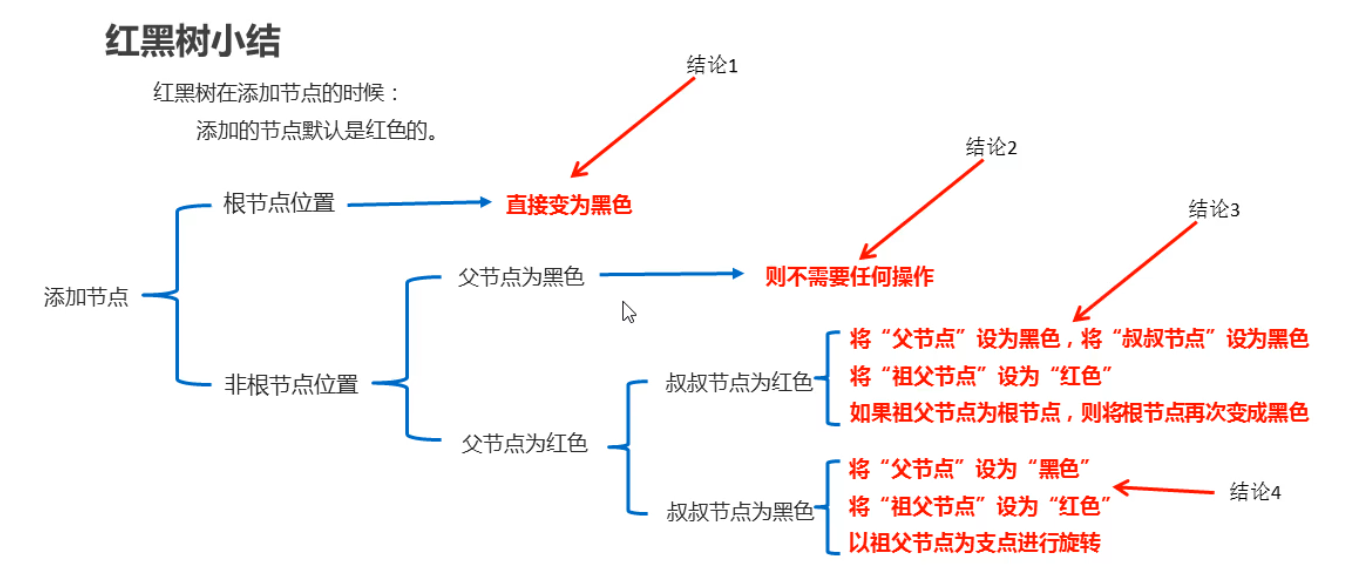 红黑树小结
红黑树在添加节点的时候：
添加的节点默认是红色的。
结论1
结论2
结论3
根节点位置
直接变为黑色
父节点为黑色
则不需要任何操作
添加节点
将“父节点”设为黑色，将“叔叔节点”设为黑色
非根节点位置
叔叔节点为红色
将“祖父节点”设为“红色”
如果祖父节点为根节点，则将根节点再次变成黑色
父节点为红色
将“父节点”设为“黑色”
结论4
叔叔节点为黑色
将“祖父节点”设为“红色”
以祖父节点为支点进行旋转